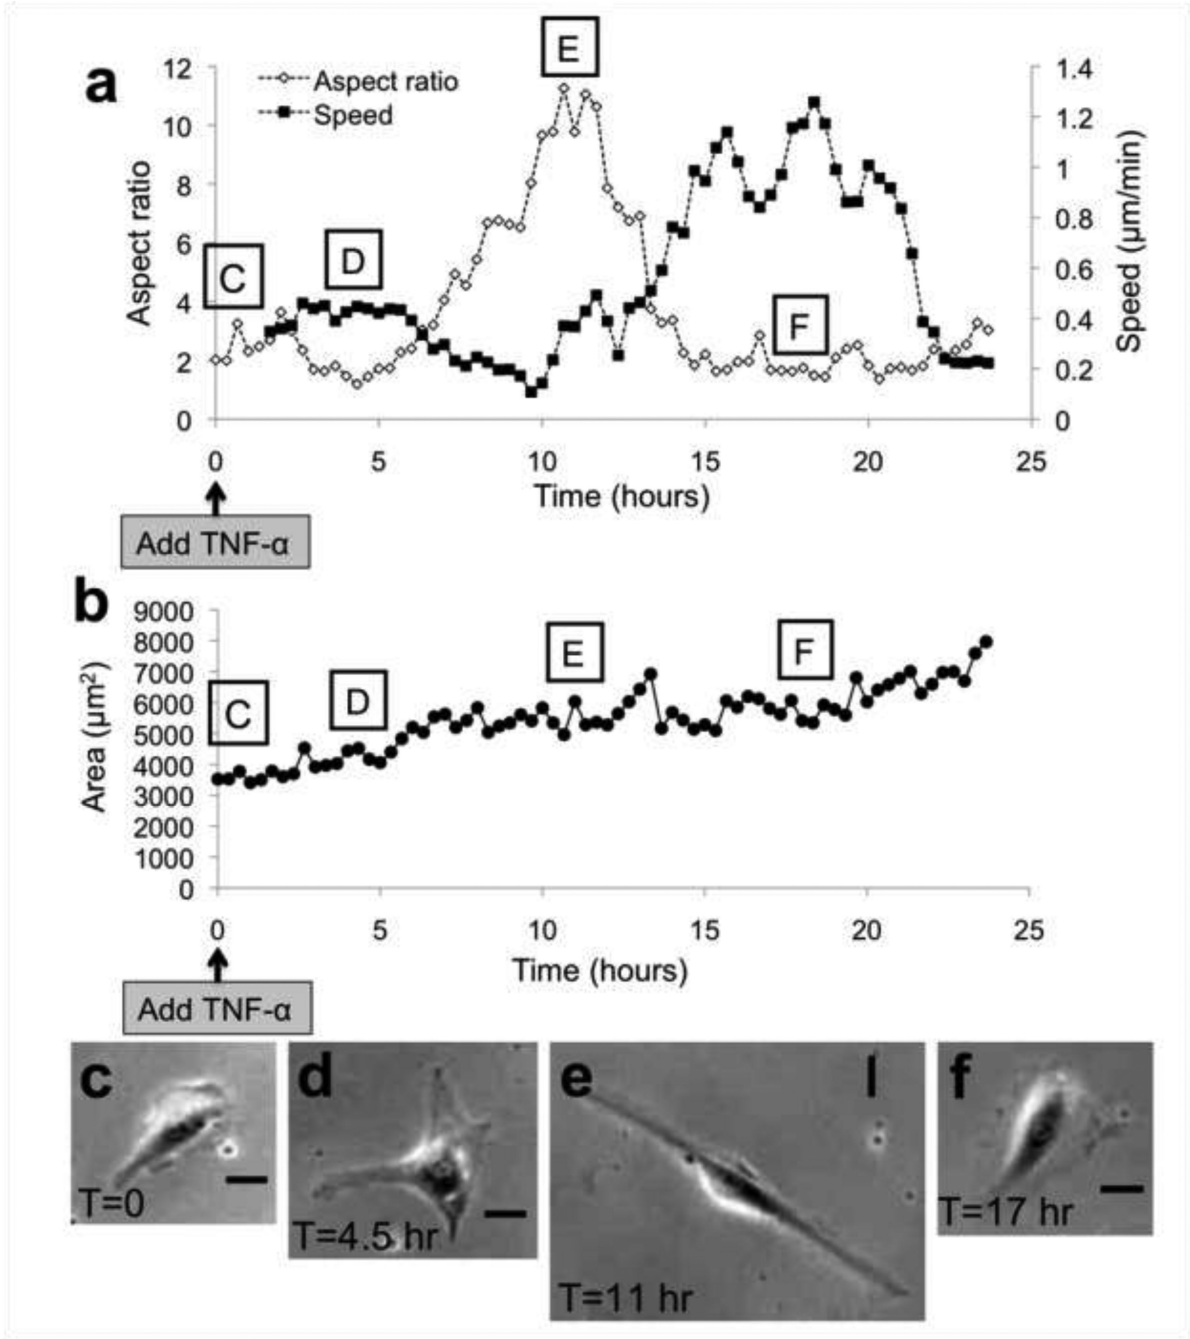 a
E
Aspect ratio
Speed
12
10
8
6
4
2
0
Aspect ratio
1.4
1.2
1
0.8
0.6
0.4
0.2
0
Speed (µm/min)
C
D
F
0 5 10 15 20 25
Time (hours)
Add TNF-α
b
9000
8000
7000
6000
5000
4000
3000
2000
1000
0
Area (µm²)
C
D
E
F
0 5 10 15 20 25
Time (hours)
Add TNF-α
c
T=0
d
T=4.5 hr
e
T=11 hr
f
T=17 hr